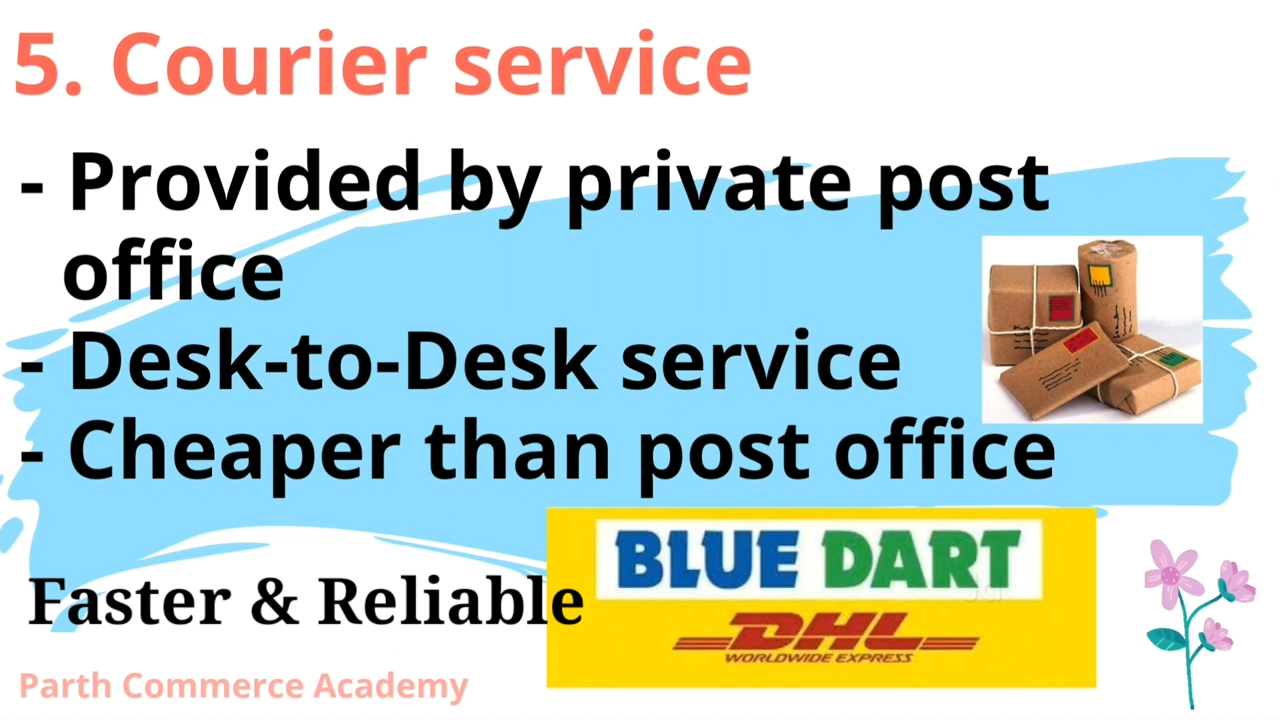 5. Courier service
- Provided by private post
office
- Desk-to-Desk service
- Cheaper than post office
Faster & Reliable
BLUE DART
DHL
WORLDWIDE EXPRESS
Parth Commerce Academy